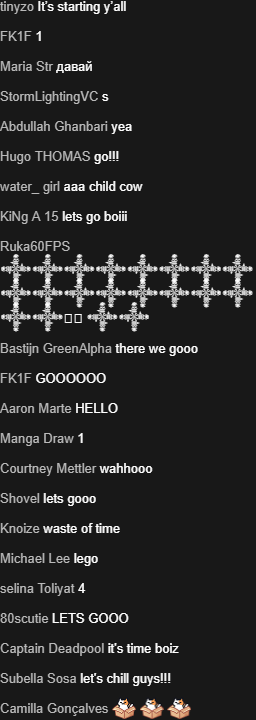 tinyzo It's starting y'all
FK1F 1
Maria Str давай
StormLightingVC s
Abdullah Ghanbari yea
Hugo THOMAS go!!!
water_ girl aaa child cow
KiNg A 15 lets go boiii
Ruka60FPS
Bastijn GreenAlpha there we gooo
FK1F GOOOOOO
Aaron Marte HELLO
Manga Draw 1
Courtney Mettler wahhooo
Shovel lets gooo
Knoize waste of time
Michael Lee lego
selina Toliyat 4
80scutie LETS GOOO
Captain Deadpool it's time boiz
Subella Sosa let's chill guys!!!
Camilla Gonçalves